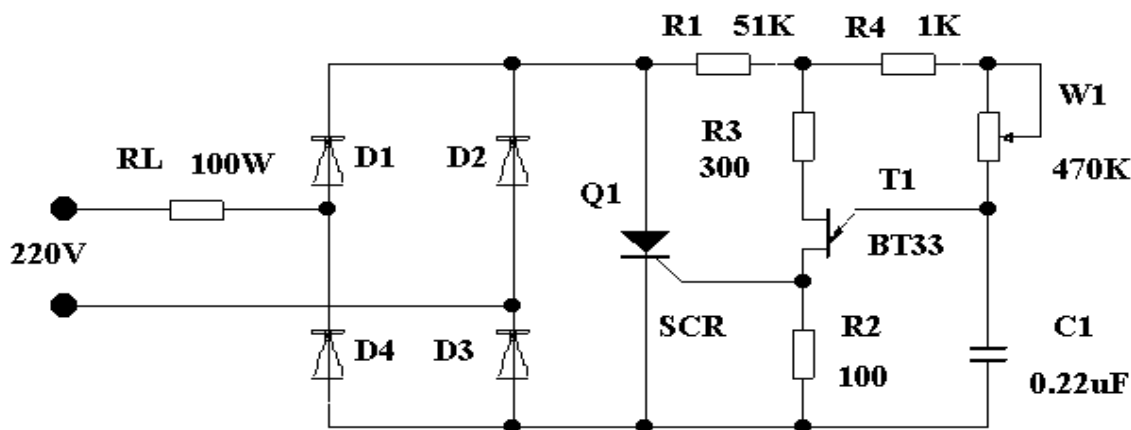 R1 51K R4 1K
W1
RL 100W D1 D2 R3
300 470K
Q1 T1
220V BT33
SCR
D4 D3 R2 C1
100 0.22uF